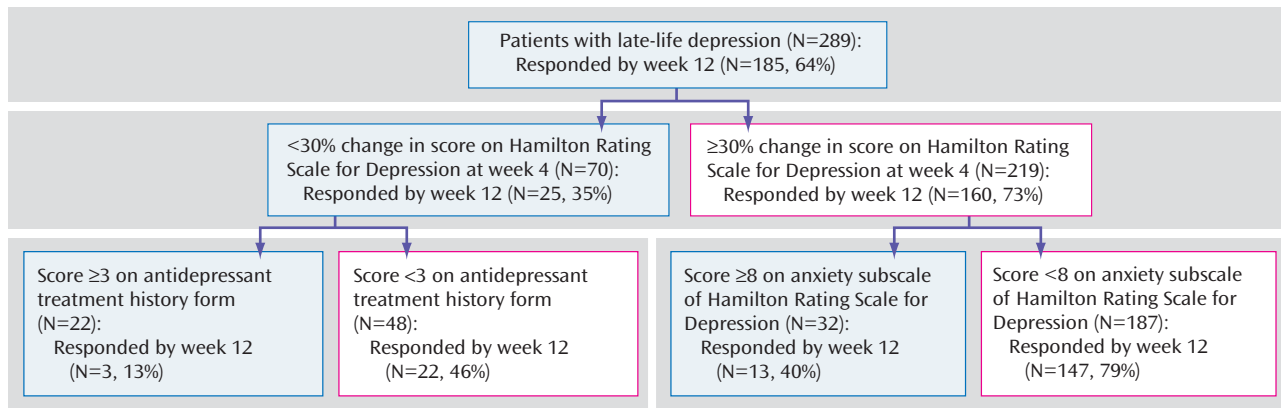 Patients with late-life depression (N=289):
Responded by week 12 (N=185, 64%)
<30% change in score on Hamilton Rating
Scale for Depression at week 4 (N=70):
Responded by week 12 (N=25, 35%)
≥30% change in score on Hamilton Rating
Scale for Depression at week 4 (N=219):
Responded by week 12 (N=160, 73%)
Score ≥3 on antidepressant
treatment history form
(N=22):
Responded by week 12
(N=3, 13%)
Score <3 on antidepressant
treatment history form
(N=48):
Responded by week 12
(N=22, 46%)
Score ≥8 on anxiety subscale
of Hamilton Rating Scale for
Depression (N=32):
Responded by week 12
(N=13, 40%)
Score <8 on anxiety subscale
of Hamilton Rating Scale for
Depression (N=187):
Responded by week 12
(N=147, 79%)